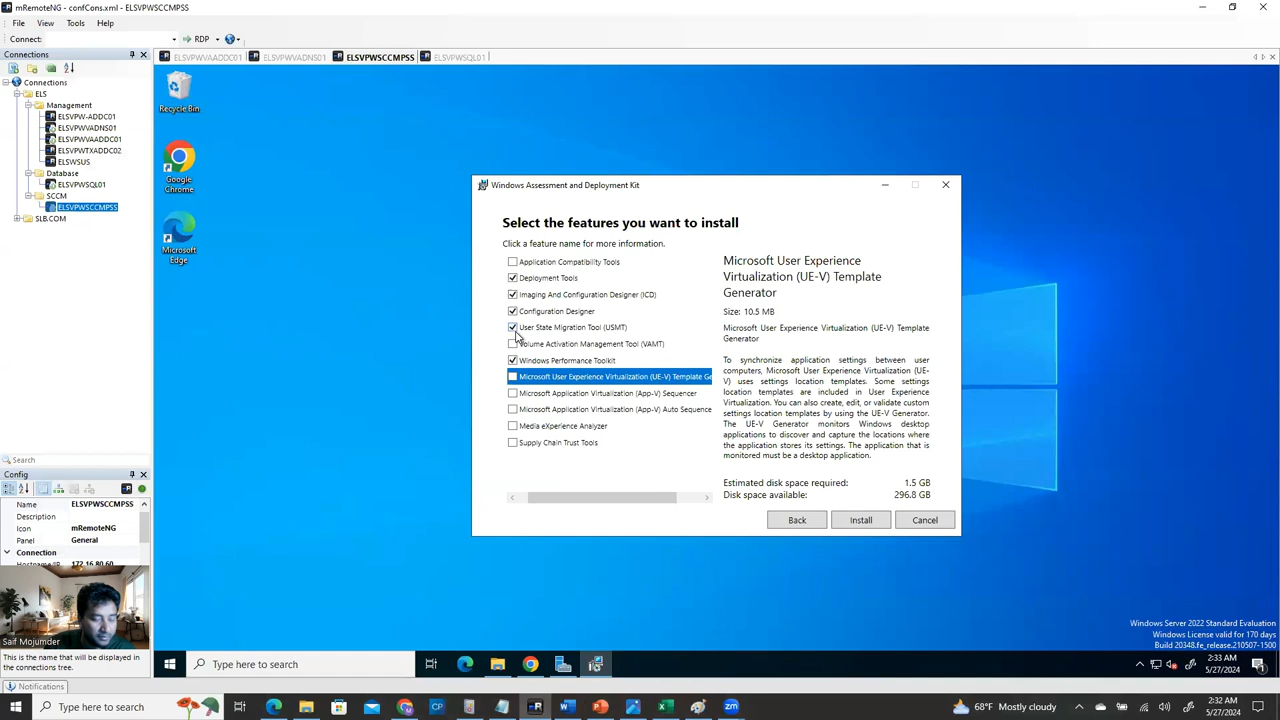 mRemoteNG - confCons.xml - ELSVPWSCCMPSS
File View Tools Help
Connect: RDP
Connections
ELSVPWVAADDC01 ELSVPWVADNS01 ELSVPWSCCMPSS ELSVPWSQL01
Connections
ELS
Management
ELSVPW-ADDC01
ELSVPWVADNS01
ELSVPWVAADDC01
ELSVPWTXADDC02
ELSWSUS
Database
ELSVPWSQL01
SCCM
ELSVPWSCCMPSS
SLB.COM
Search
Config
Name ELSVPWSCCMPSS
Description
Icon mRemoteNG
Panel General
Connection
Hostname/IP 172.16.80.60
Saif Mojumder
This is the name that will be displayed in the connections tree.
Notifications
Recycle Bin
Google
Chrome
Microsoft
Edge
Windows Assessment and Deployment Kit
Select the features you want to install
Click a feature name for more information.
Application Compatibility Tools
Deployment Tools
Imaging And Configuration Designer (ICD)
Configuration Designer
User State Migration Tool (USMT)
Volume Activation Management Tool (VAMT)
Windows Performance Toolkit
Microsoft User Experience Virtualization (UE-V) Template Ge
Microsoft Application Virtualization (App-V) Sequencer
Microsoft Application Virtualization (App-V) Auto Sequence
Media eXperience Analyzer
Supply Chain Trust Tools
Microsoft User Experience
Virtualization (UE-V) Template
Generator
Size: 10.5 MB
Microsoft User Experience Virtualization (UE-V) Template
Generator
To synchronize application settings between user
computers, Microsoft User Experience Virtualization (UE-
V) uses settings location templates. Some settings
location templates are included in User Experience
Virtualization. You can also create, edit, or validate custom
settings location templates by using the UE-V Generator.
The UE-V Generator monitors Windows desktop
applications to discover and capture the locations where
the application stores its settings. The application that is
monitored must be a desktop application.
Estimated disk space required: 1.5 GB
Disk space available: 296.8 GB
Back Install Cancel
Windows Server 2022 Standard Evaluation
Windows License valid for 170 days
Build 20348.fe_release.210507-1500
Type here to search
2:33 AM
5/27/2024
1
Type here to search
68°F Mostly cloudy
2:32 AM
5/27/2024